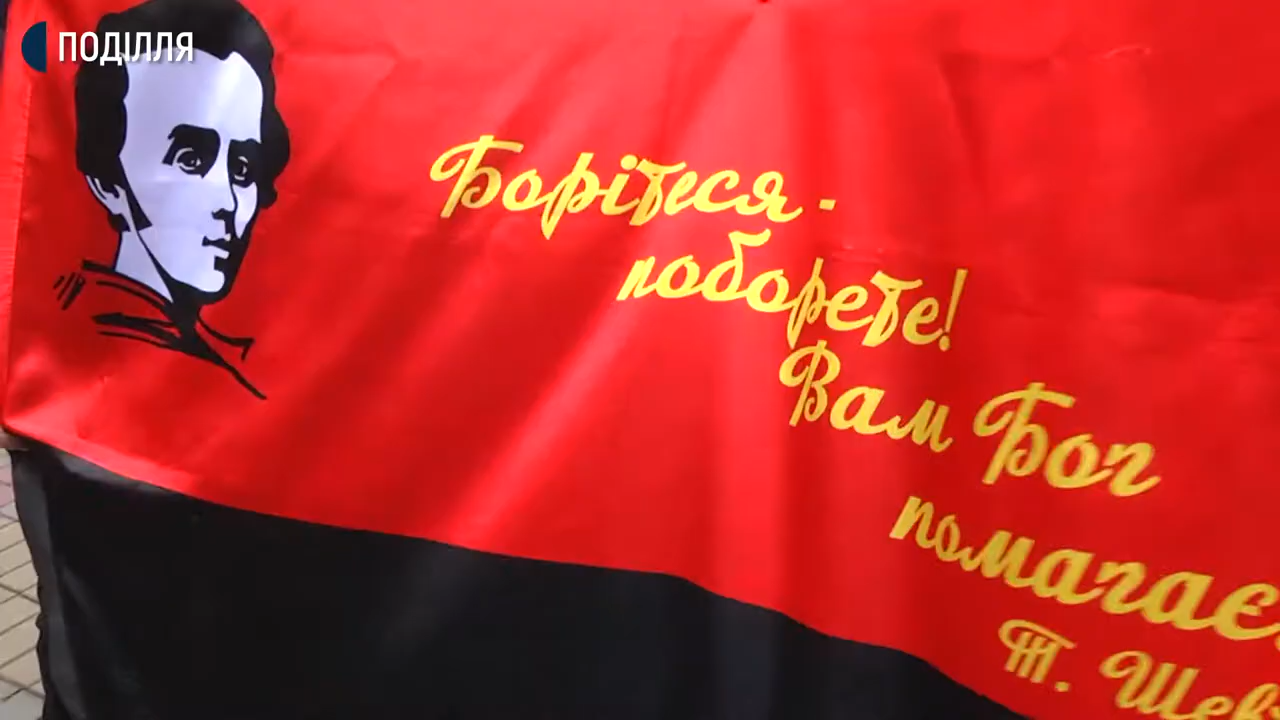 ПОДІЛЛЯ
Борітеся -
поборете!
Вам Бог
помагає
Т. Шев